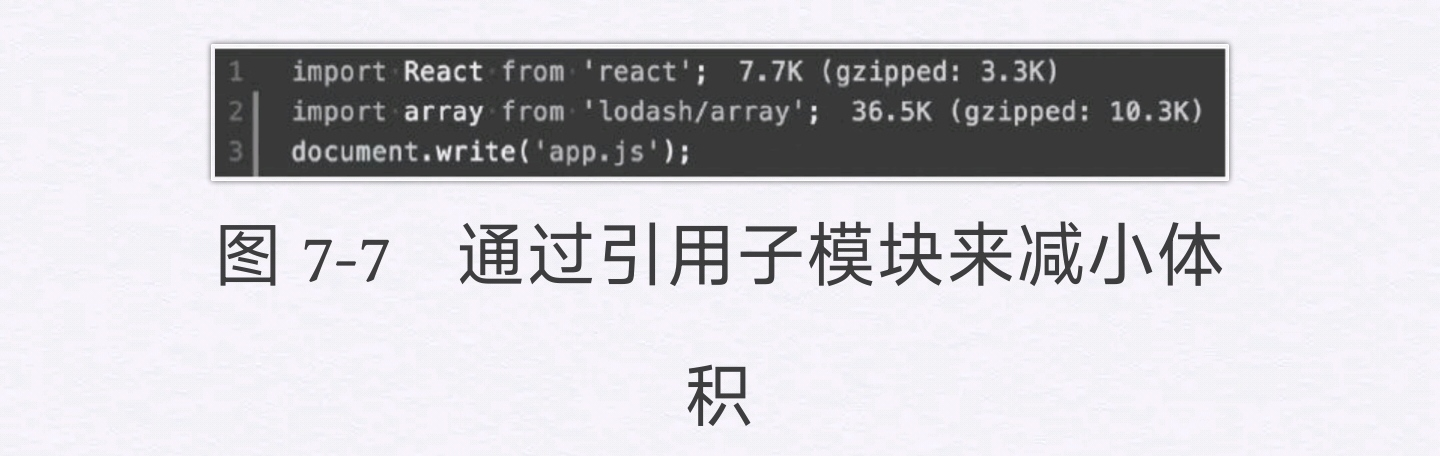 1 import React from 'react'; 7.7K (gzipped: 3.3K)
2 import array from 'lodash/array'; 36.5K (gzipped: 10.3K)
3 document.write('app.js');
图 7-7 通过引用子模块来减小体
积